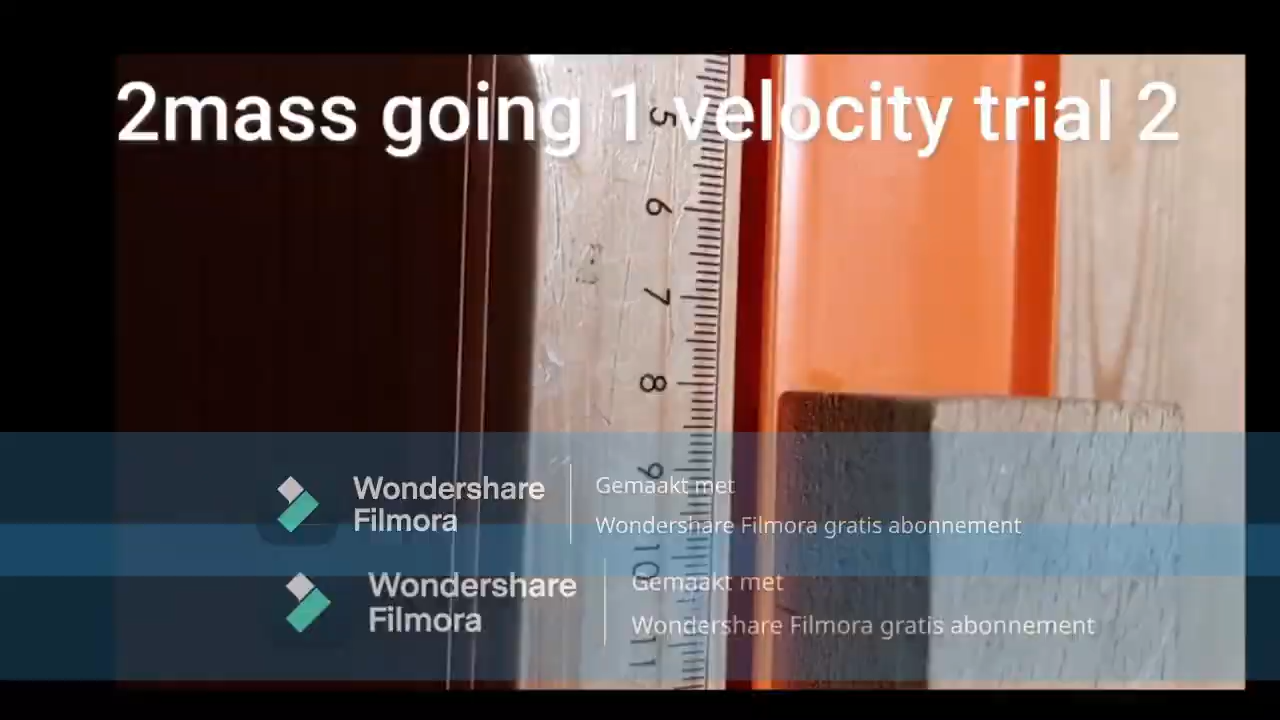 2mass going 1 velocity trial 2
5
6
7
8
9
Wondershare
Filmora
Gemaakt met
Wondershare Filmora gratis abonnement
10
Wondershare
Filmora
Gemaakt met
Wondershare Filmora gratis abonnement
11